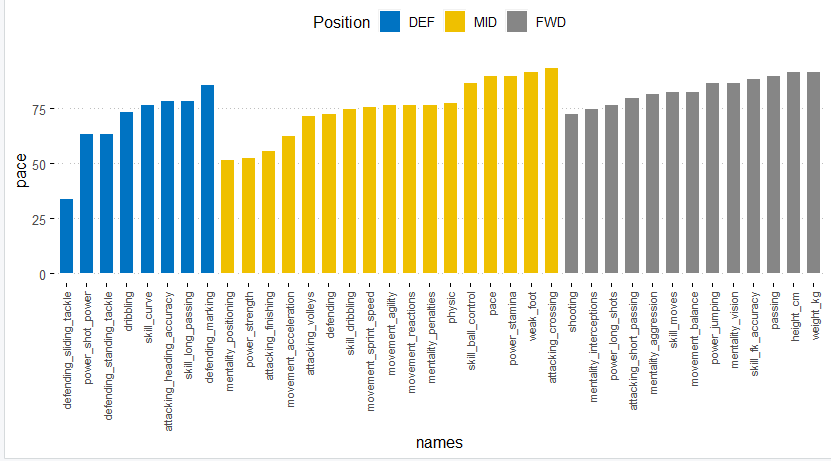 Position DEF MID FWD
pace
75
50
25
0
defending_sliding_tackle
power_shot_power
defending_standing_tackle
dribbling
skill_curve
attacking_heading_accuracy
skill_long_passing
defending_marking
mentality_positioning
power_strength
attacking_finishing
movement_acceleration
attacking_volleys
defending
skill_dribbling
movement_sprint_speed
movement_agility
movement_reactions
mentality_penalties
physic
skill_ball_control
pace
power_stamina
weak_foot
attacking_crossing
shooting
mentality_interceptions
power_long_shots
attacking_short_passing
mentality_aggression
skill_moves
movement_balance
power_jumping
mentality_vision
skill_fk_accuracy
passing
height_cm
weight_kg
names